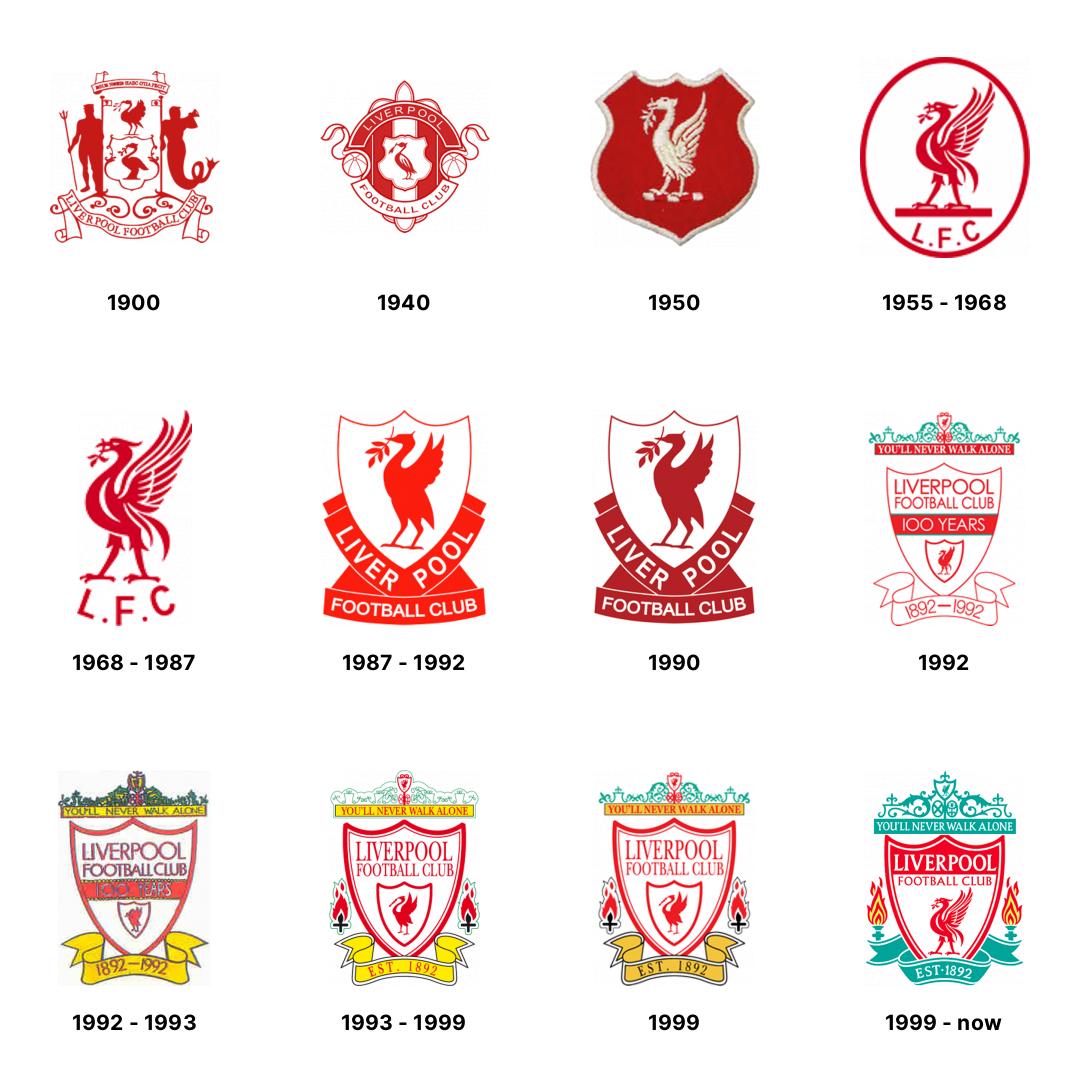 LIVERPOOL FOOTBALL CLUB
1900
LIVERPOOL
FOOTBALL CLUB
1940
1950
L.F.C
1955 - 1968
L.F.C
1968 - 1987
LIVER POOL
FOOTBALL CLUB
1987 - 1992
LIVER POOL
FOOTBALL CLUB
1990
YOU'LL NEVER WALK ALONE
LIVERPOOL
FOOTBALL CLUB
100 YEARS
1892-1992
1992
YOU'LL NEVER WALK ALONE
LIVERPOOL
FOOTBALL CLUB
100 YEARS
1892-1992
1992 - 1993
YOU'LL NEVER WALK ALONE
LIVERPOOL
FOOTBALL CLUB
EST. 1892
1993 - 1999
YOU'LL NEVER WALK ALONE
LIVERPOOL
FOOTBALL CLUB
EST. 1892
1999
YOU'LL NEVER WALK ALONE
LIVERPOOL
FOOTBALL CLUB
EST·1892
1999 - now